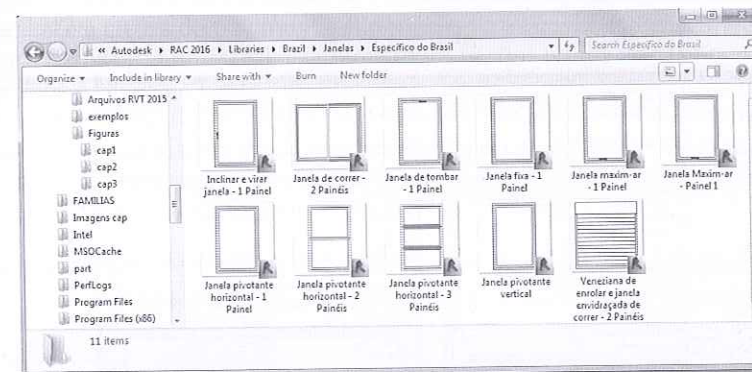 « Autodesk ▸ RAC 2016 ▸ Libraries ▸ Brazil ▸ Janelas ▸ Específico do Brasil
Search Específico do Brasil
Organize ▾ Include in library ▾ Share with ▾ Burn New folder
Arquivos RVT 2015
exemplos
Figuras
cap1
cap2
cap3
FAMILIAS
Imagens cap
Intel
MSOCache
part
PerfLogs
Program Files
Program Files (x86)
Inclinar e virar
janela - 1 Painel
Janela de correr -
2 Painéis
Janela de tombar
- 1 Painel
Janela fixa - 1
Painel
Janela maxim-ar
- 1 Painel
Janela Maxim-ar
- Painel 1
Janela pivotante
horizontal - 1
Painel
Janela pivotante
horizontal - 2
Painéis
Janela pivotante
horizontal - 3
Painéis
Janela pivotante
vertical
Veneziana de
enrolar e janela
envidraçada de
correr - 2 Painéis
11 items